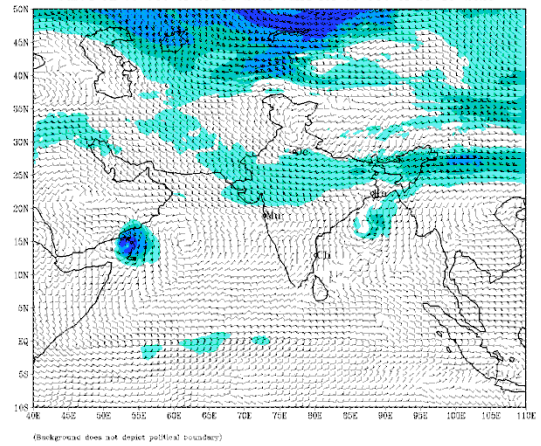 50N
45N
40N
35N
30N
25N
20N
15N
10N
5N
0
5S
10S
40E 45E 50E 55E 60E 65E 70E 75E 80E 85E 90E 95E 100E 105E 110E
(Background does not depict political boundary)